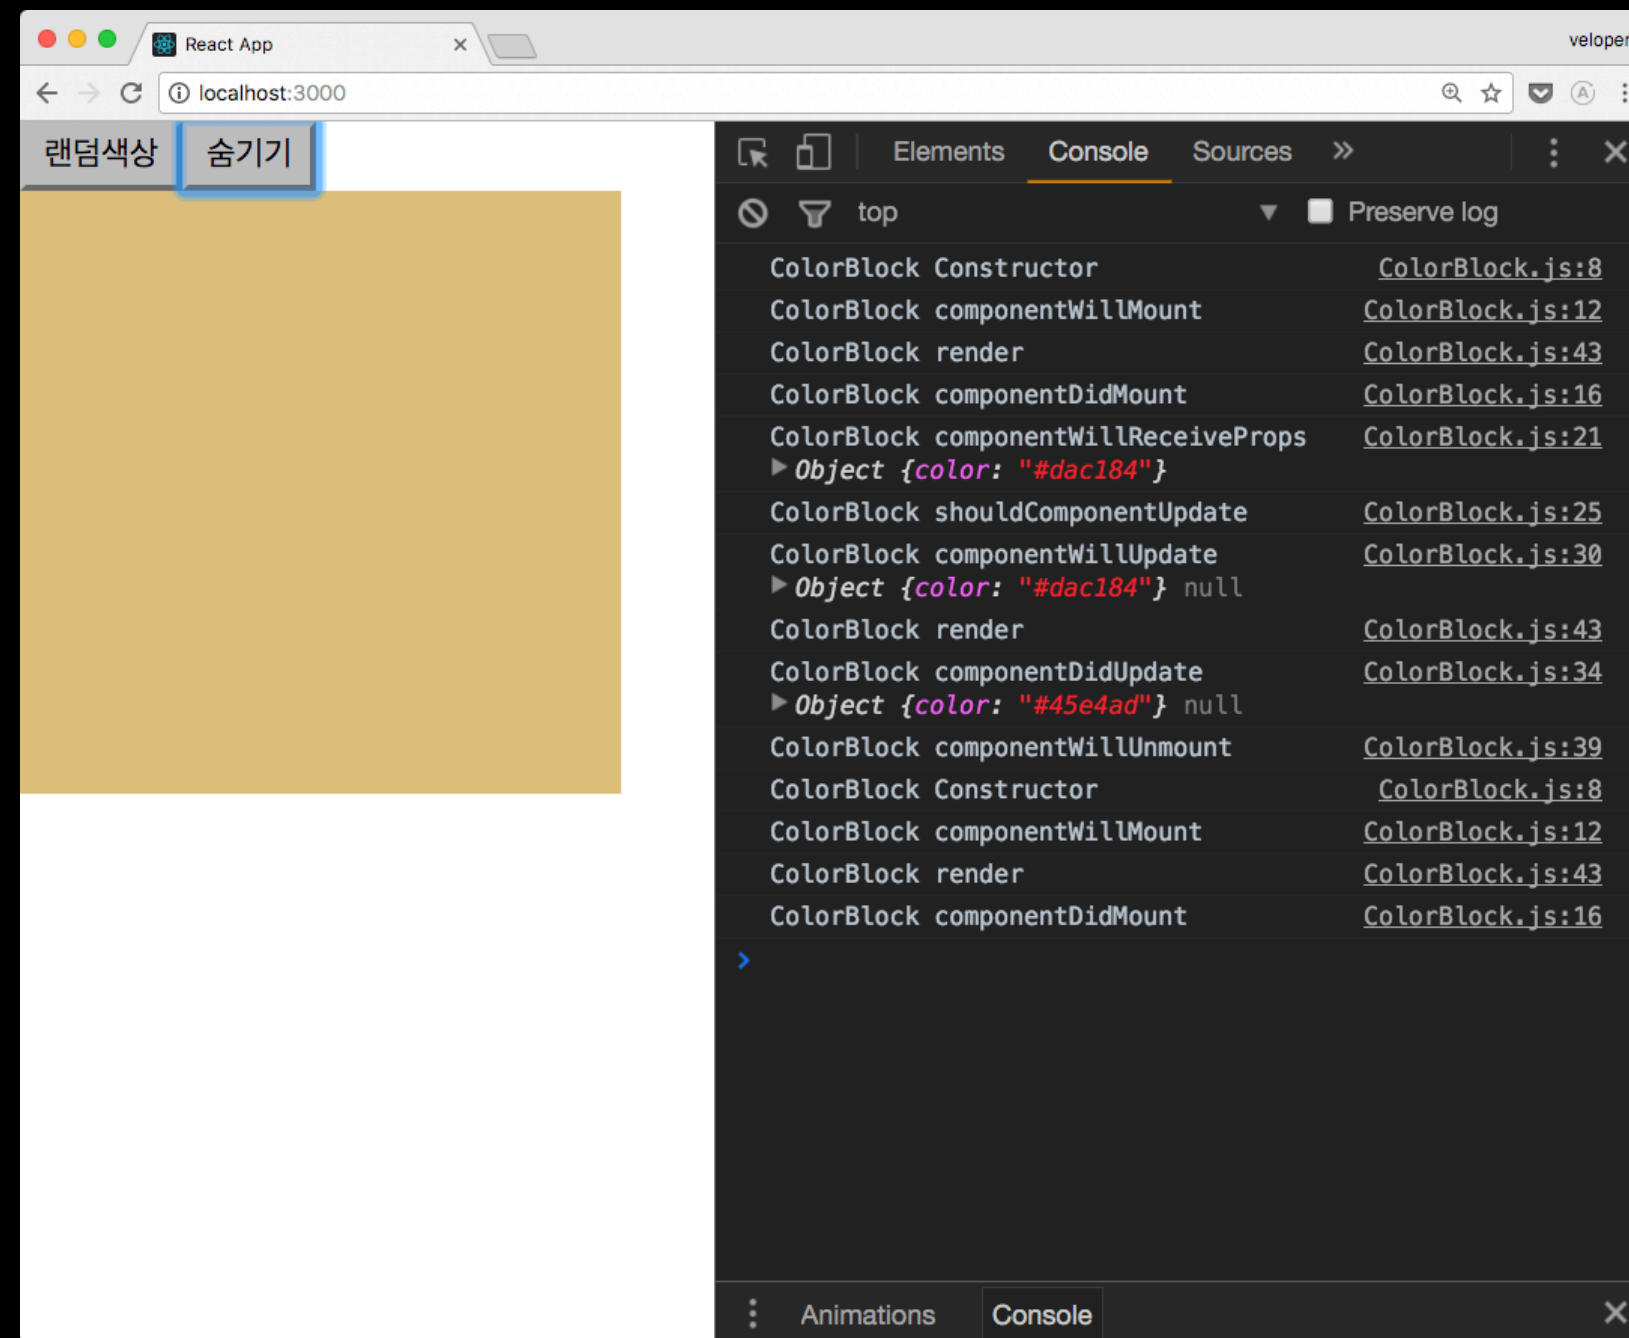 React App
veloper
localhost:3000
랜덤색상 숨기기
Elements Console Sources
top Preserve log
ColorBlock Constructor ColorBlock.js:8
ColorBlock componentWillMount ColorBlock.js:12
ColorBlock render ColorBlock.js:43
ColorBlock componentDidMount ColorBlock.js:16
ColorBlock componentWillReceiveProps ColorBlock.js:21
Object {color: "#dac184"}
ColorBlock shouldComponentUpdate ColorBlock.js:25
ColorBlock componentWillUpdate ColorBlock.js:30
Object {color: "#dac184"} null
ColorBlock render ColorBlock.js:43
ColorBlock componentDidUpdate ColorBlock.js:34
Object {color: "#45e4ad"} null
ColorBlock componentWillUnmount ColorBlock.js:39
ColorBlock Constructor ColorBlock.js:8
ColorBlock componentWillMount ColorBlock.js:12
ColorBlock render ColorBlock.js:43
ColorBlock componentDidMount ColorBlock.js:16
Animations Console